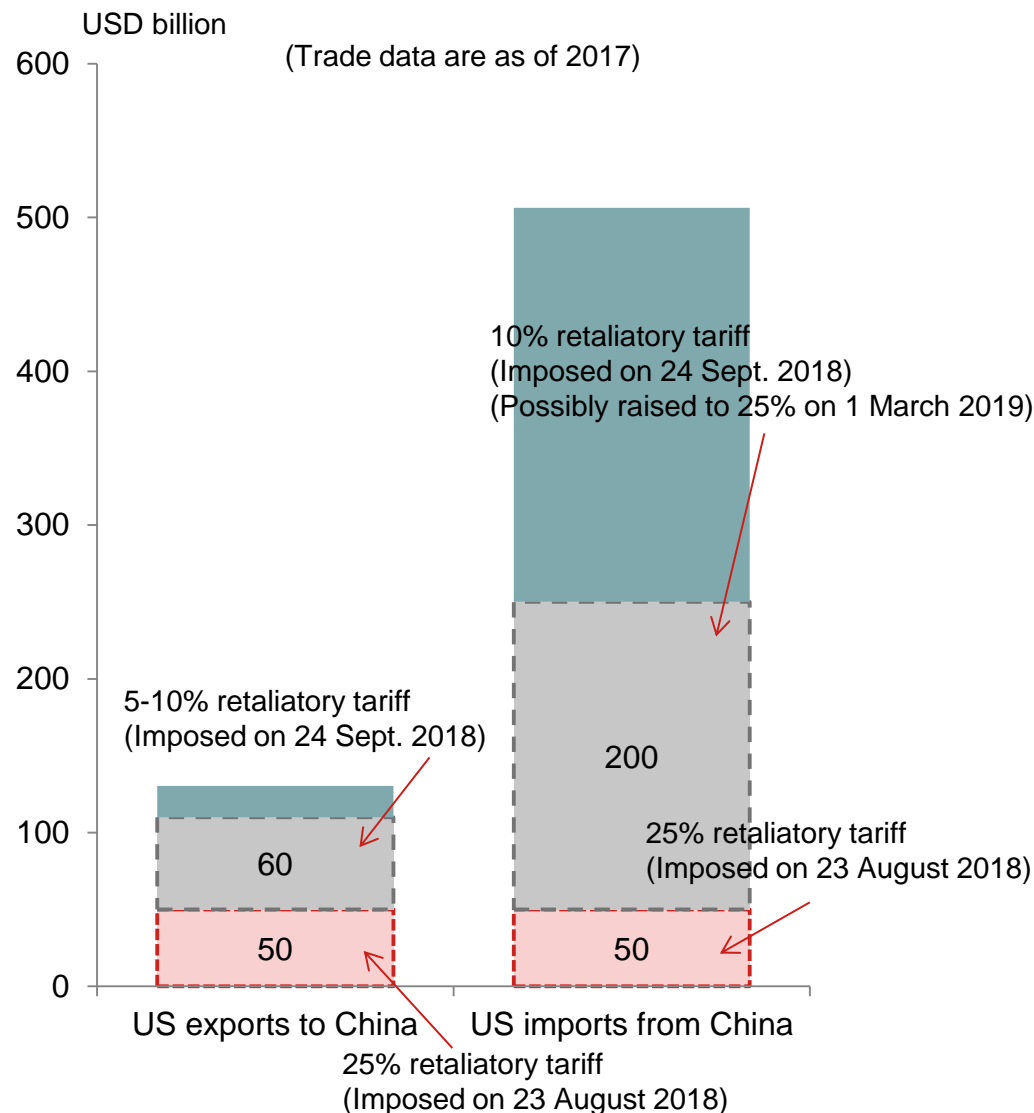 USD billion
(Trade data are as of 2017)
600
500
400
300
200
100
0
10% retaliatory tariff
(Imposed on 24 Sept. 2018)
(Possibly raised to 25% on 1 March 2019)
5-10% retaliatory tariff
(Imposed on 24 Sept. 2018)
200
25% retaliatory tariff
(Imposed on 23 August 2018)
60
50
50
US exports to China
US imports from China
25% retaliatory tariff
(Imposed on 23 August 2018)